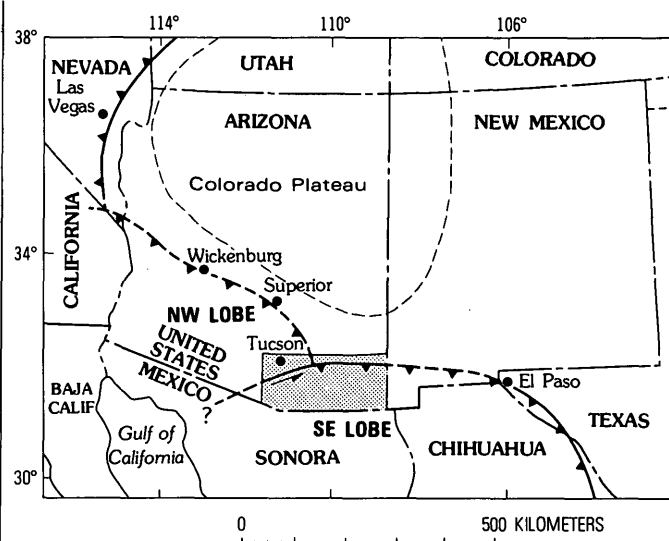 114° 110° 106°
38°
NEVADA UTAH COLORADO
Las
Vegas
ARIZONA NEW MEXICO
Colorado Plateau
CALIFORNIA
34°
Wickenburg
Superior
NW LOBE
UNITED
STATES
Tucson
MEXICO
El Paso
BAJA
CALIF
?
TEXAS
SE LOBE
Gulf of
California
CHIHUAHUA
SONORA
30°
0 500 KILOMETERS